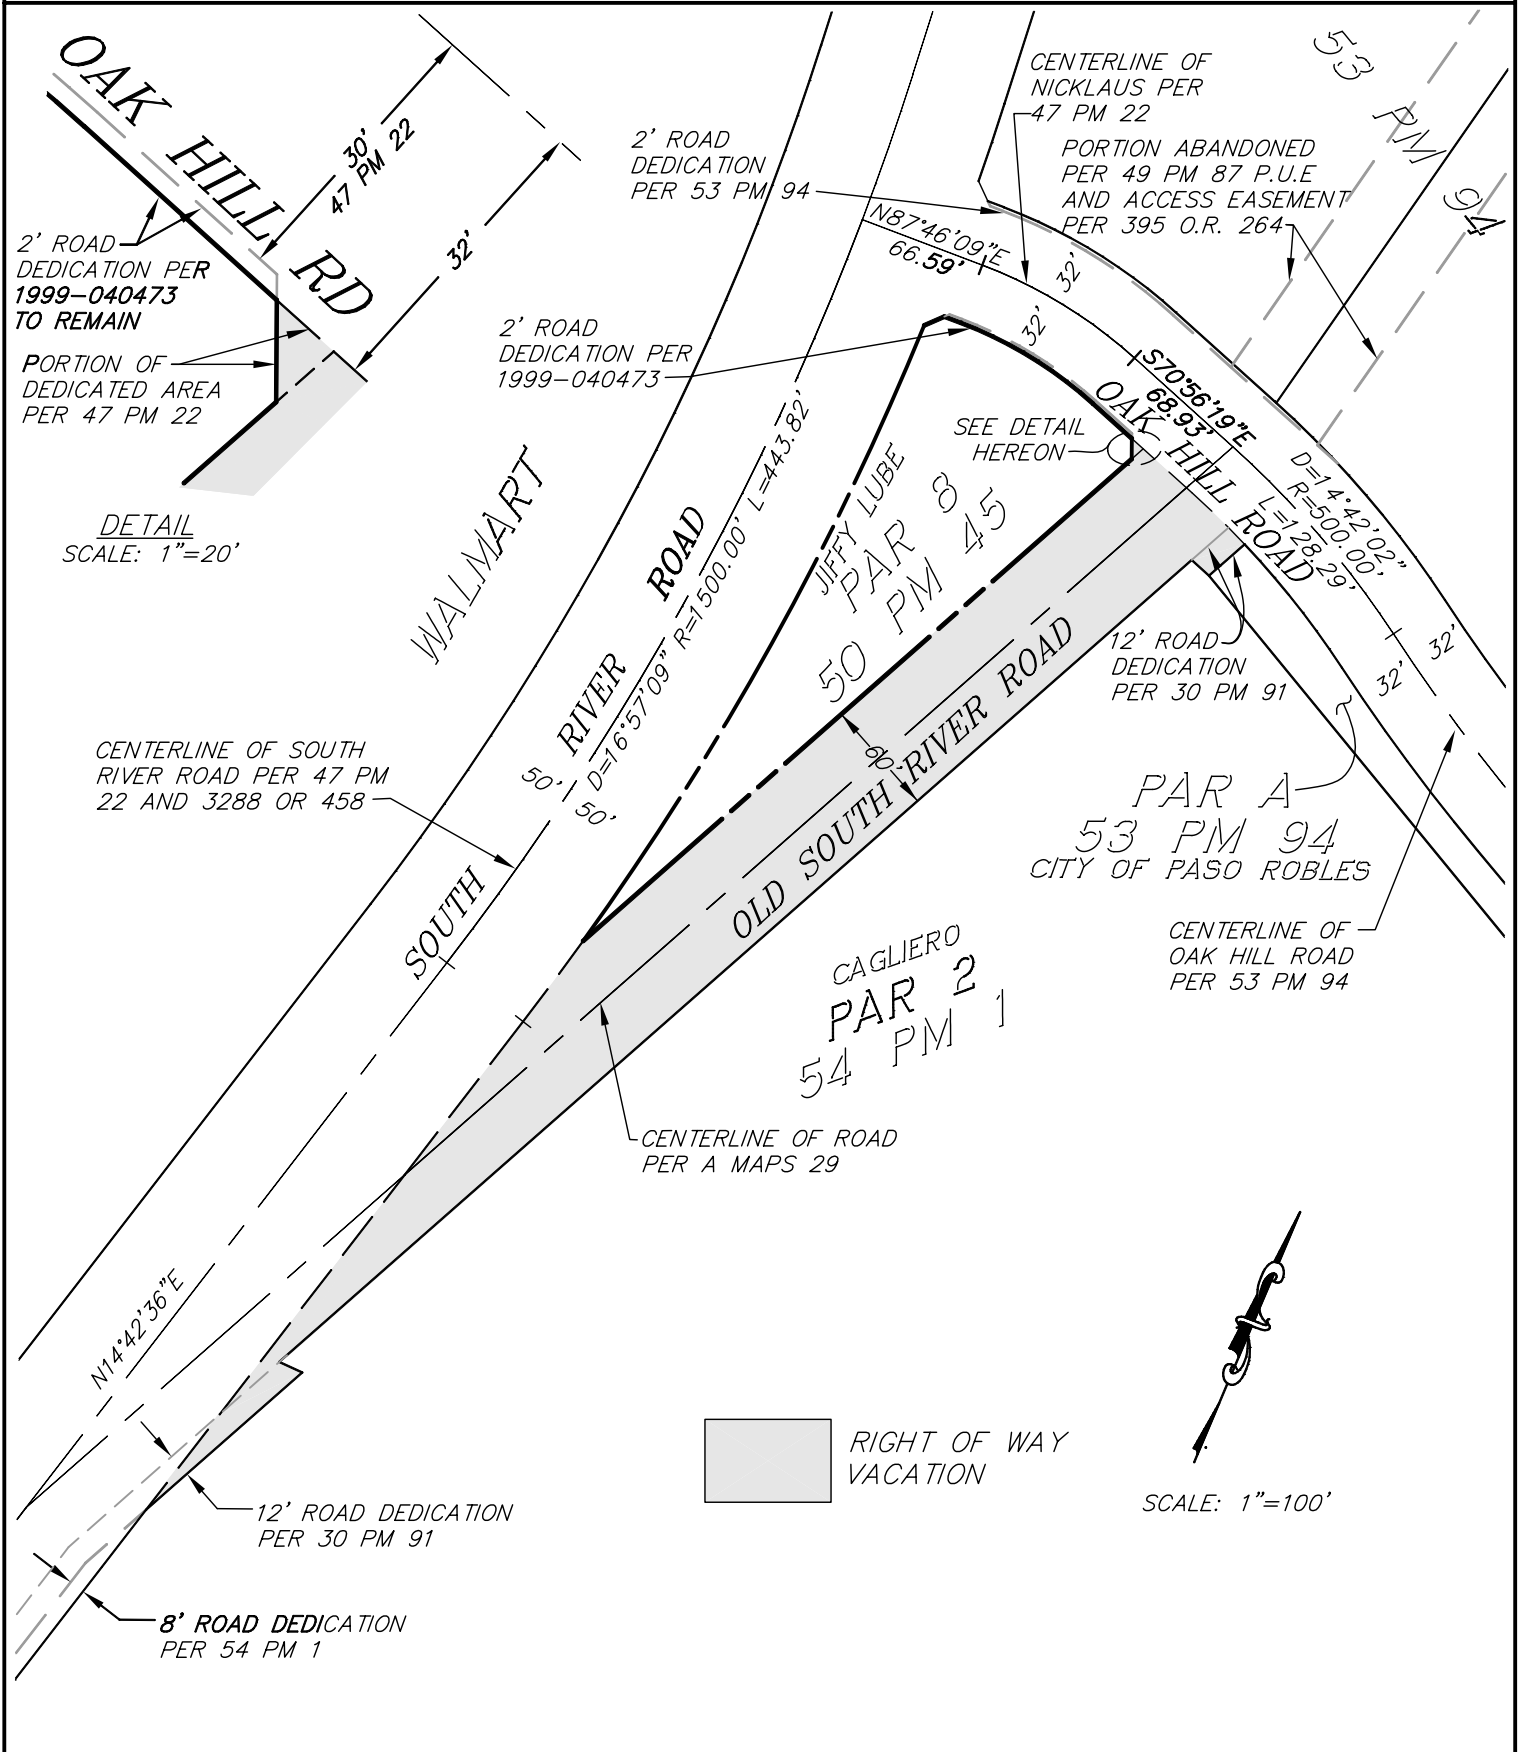 OAK HILL RD
30'
47 PM 22
32'
2' ROAD
DEDICATION PER
1999-040473
TO REMAIN
PORTION OF
DEDICATED AREA
PER 47 PM 22
DETAIL
SCALE: 1"=20'
2' ROAD
DEDICATION
PER 53 PM 94
CENTERLINE OF
NICKLAUS PER
47 PM 22
PORTION ABANDONED
PER 49 PM 87 P.U.E
AND ACCESS EASEMENT
PER 395 O.R. 264
53 PM 94
N87°46'09"E
66.59'
32'
32'
2' ROAD
DEDICATION PER
1999-040473
S70°56'19"E
68.93'
OAK HILL ROAD
D=14°42'02"
R=500.00'
L=128.29'
SEE DETAIL
HEREON
WALMART
SOUTH RIVER ROAD
D=16°57'09" R=1500.00' L=443.82'
50'
50'
JIFFY LUBE
PAR 8
50 PM 45
60'
OLD SOUTH RIVER ROAD
12' ROAD
DEDICATION
PER 30 PM 91
32'
32'
CENTERLINE OF SOUTH
RIVER ROAD PER 47 PM
22 AND 3288 OR 458
PAR A
53 PM 94
CITY OF PASO ROBLES
CENTERLINE OF
OAK HILL ROAD
PER 53 PM 94
CAGLIERO
PAR 2
54 PM 1
CENTERLINE OF ROAD
PER A MAPS 29
N14°42'36"E
RIGHT OF WAY
VACATION
SCALE: 1"=100'
12' ROAD DEDICATION
PER 30 PM 91
8' ROAD DEDICATION
PER 54 PM 1